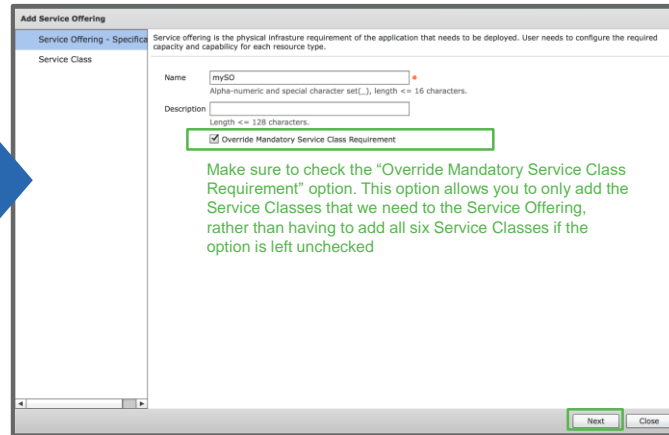 Add Service Offering
Service Offering - Specifica
Service Class
Service offering is the physical infrasture requirement of the application that needs to be deployed. User needs to configure the required
capacity and capability for each resource type.
Name mySO
Alpha-numeric and special character set(_), length <= 16 characters.
Description
Length <= 128 characters.
Override Mandatory Service Class Requirement
Make sure to check the “Override Mandatory Service Class
Requirement” option. This option allows you to only add the
Service Classes that we need to the Service Offering,
rather than having to add all six Service Classes if the
option is left unchecked
Next Close